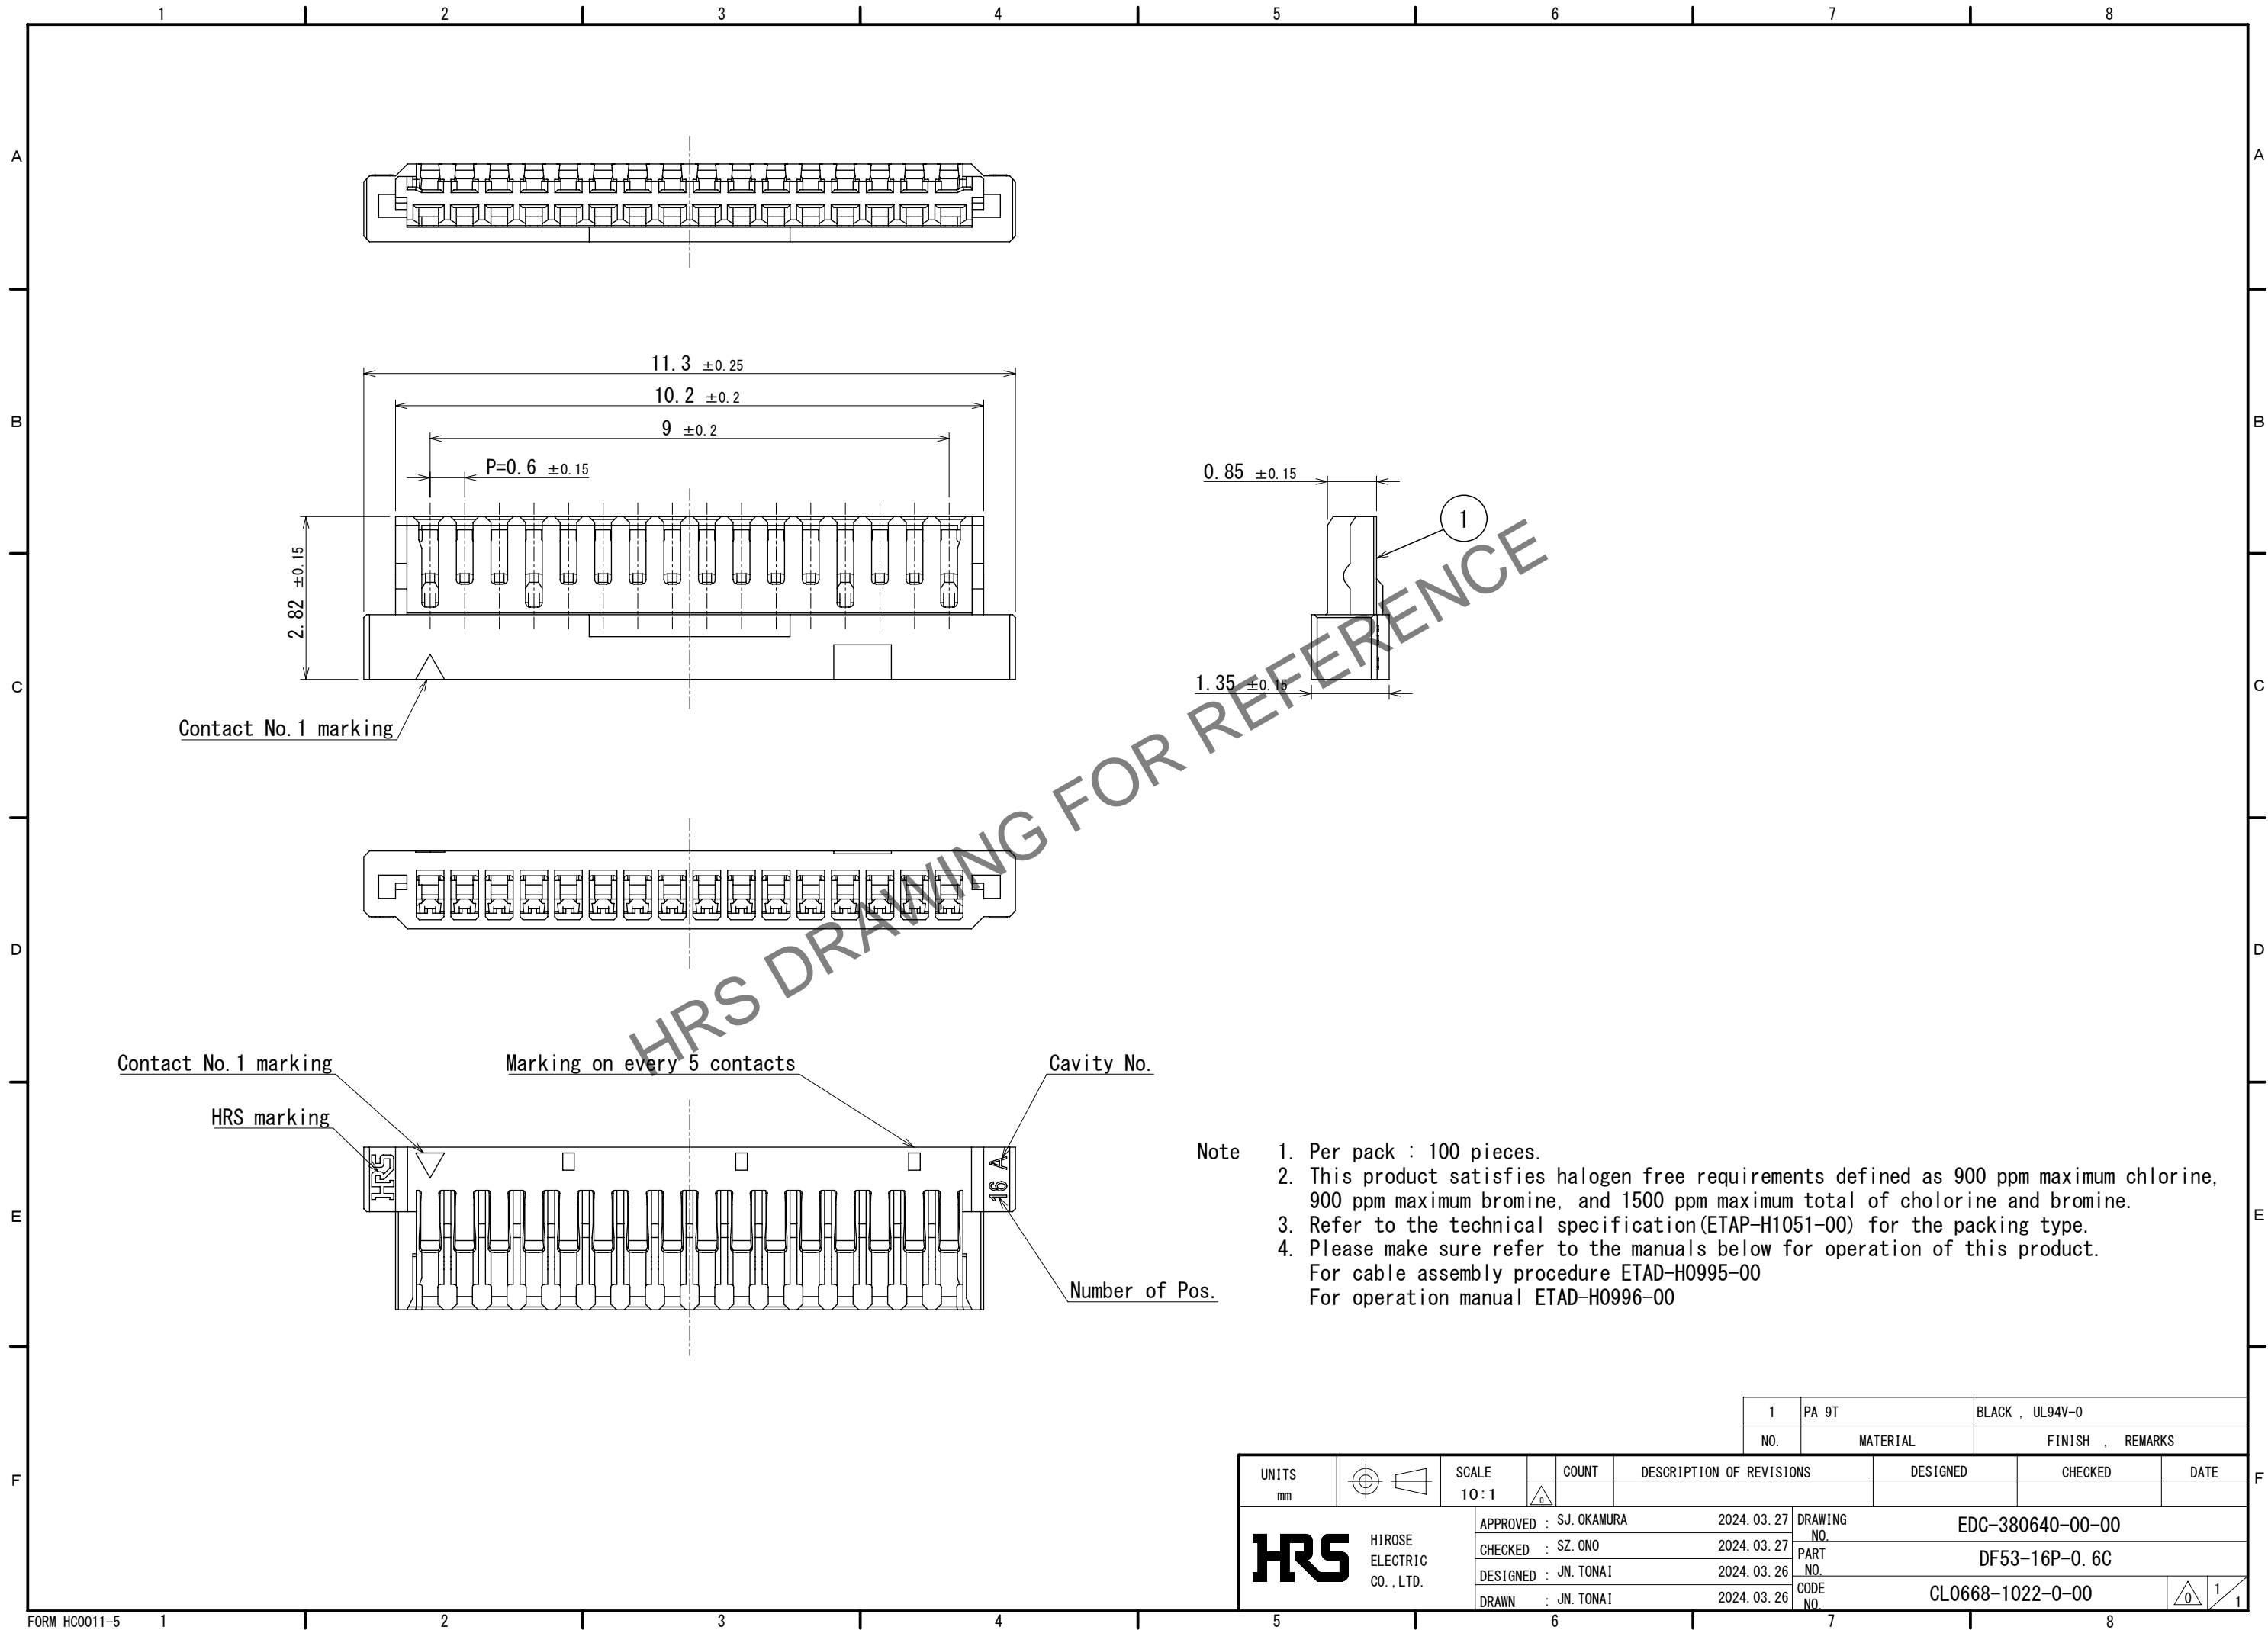 1 2 3 4 5 6 7 8
A A
11.3 ±0.25
10.2 ±0.2
B B
9 ±0.2
P=0.6 ±0.15
0.85 ±0.15
1
2.82 ±0.15
1.35 ±0.15
C C
Contact No.1 marking
HRS DRAWING FOR REFERENCE
D D
Contact No.1 marking
Marking on every 5 contacts
Cavity No.
HRS marking
HRS
A
16
Number of Pos.
E E
Note 1. Per pack : 100 pieces.
2. This product satisfies halogen free requirements defined as 900 ppm maximum chlorine,
900 ppm maximum bromine, and 1500 ppm maximum total of cholorine and bromine.
3. Refer to the technical specification(ETAP-H1051-00) for the packing type.
4. Please make sure refer to the manuals below for operation of this product.
For cable assembly procedure ETAD-H0995-00
For operation manual ETAD-H0996-00
1 PA 9T BLACK , UL94V-0
NO. MATERIAL FINISH , REMARKS
F F
UNITS mm
SCALE 10:1
COUNT DESCRIPTION OF REVISIONS DESIGNED CHECKED DATE
0
HRS
HIROSE
ELECTRIC
CO.,LTD.
APPROVED : SJ.OKAMURA 2024.03.27
CHECKED : SZ.ONO 2024.03.27
DESIGNED : JN.TONAI 2024.03.26
DRAWN : JN.TONAI 2024.03.26
DRAWING NO. EDC-380640-00-00
PART NO. DF53-16P-0.6C
CODE NO. CL0668-1022-0-00
0 1/1
FORM HC0011-5 1 2 3 4 5 6 7 8